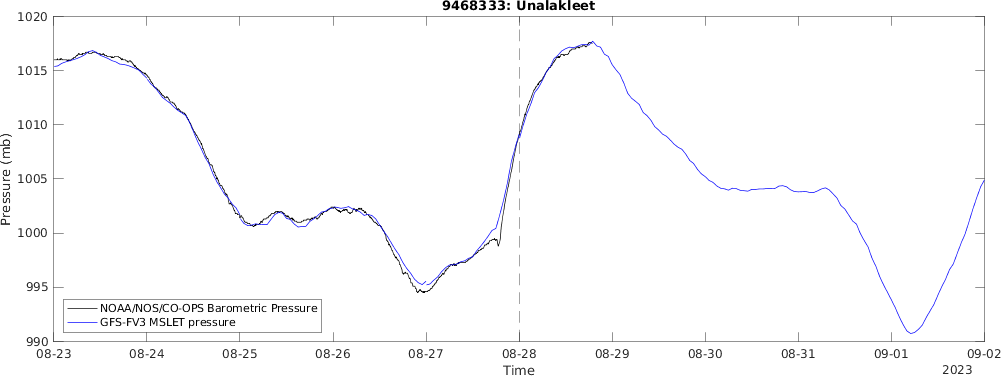 9468333: Unalakleet
1020
1015
1010
1005
1000
995
990
Pressure (mb)
NOAA/NOS/CO-OPS Barometric Pressure
GFS-FV3 MSLET pressure
08-23 08-24 08-25 08-26 08-27 08-28 08-29 08-30 08-31 09-01 09-02
Time
2023